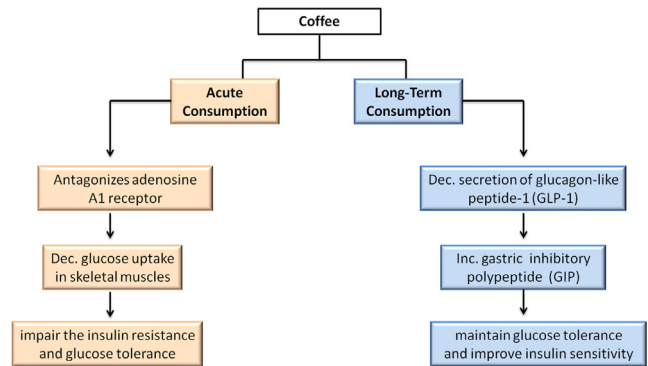 Coffee
Acute
Consumption
Long-Term
Consumption
Antagonizes adenosine
A1 receptor
Dec. glucose uptake
in skeletal muscles
impair the insulin resistance
and glucose tolerance
Dec. secretion of glucagon-like
peptide-1 (GLP-1)
Inc. gastric inhibitory
polypeptide (GIP)
maintain glucose tolerance
and improve insulin sensitivity